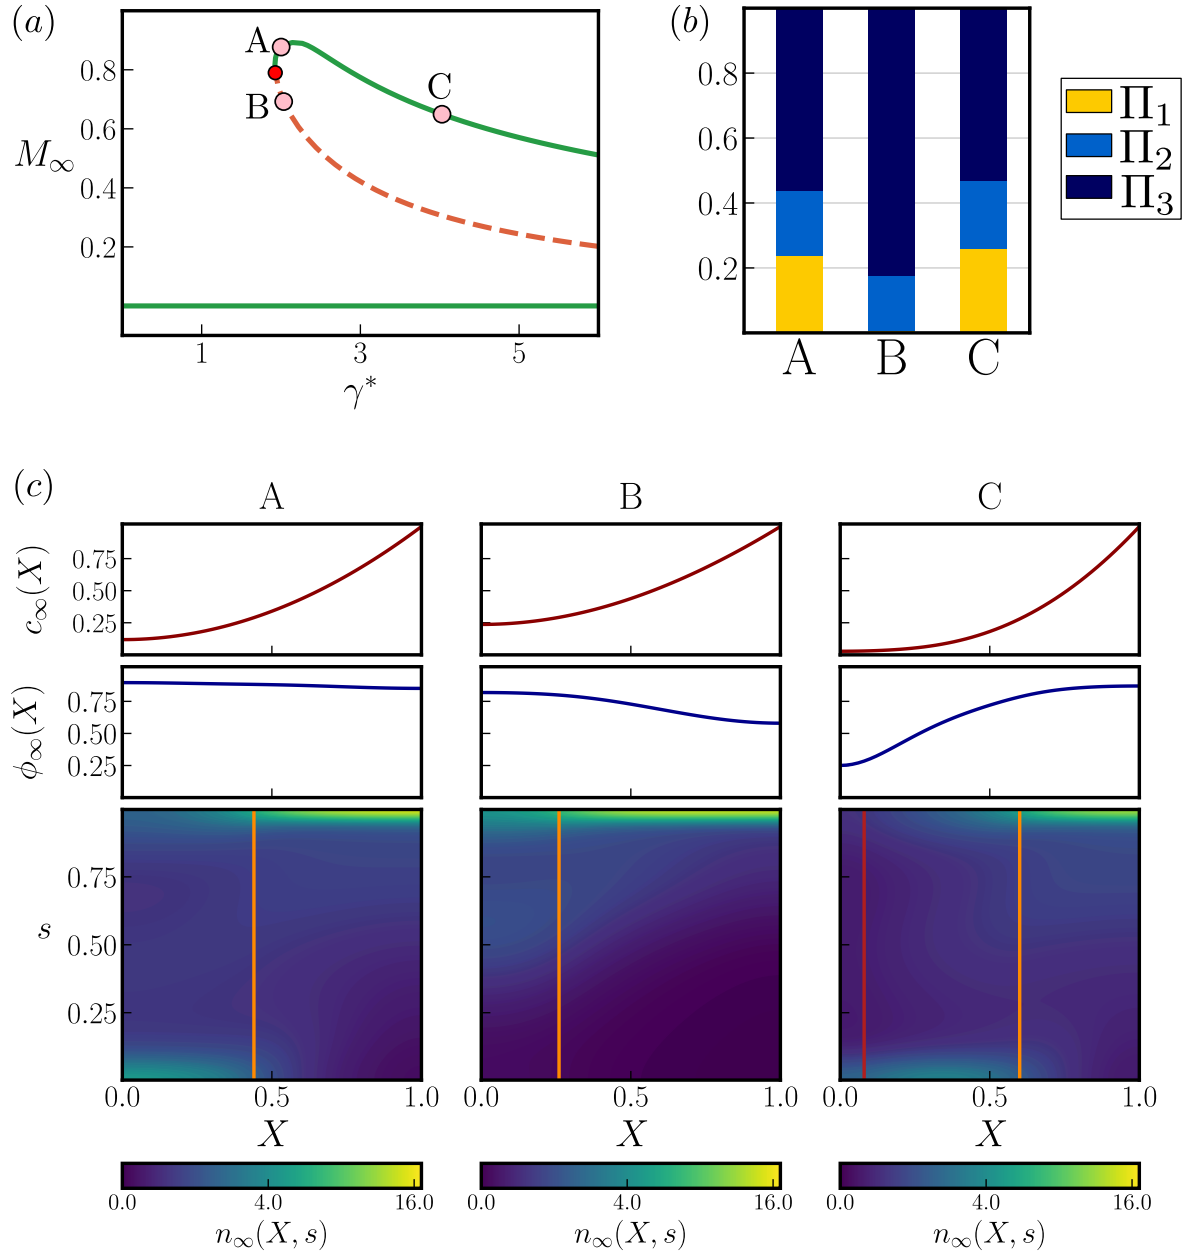 (a)
A
B
C
0.8
0.6
0.4
0.2
M∞
1 3 5
γ*
(b)
0.8
0.6
0.4
0.2
A B C
Π1
Π2
Π3
(c)
A B C
c∞(X)
0.75
0.50
0.25
ϕ∞(X)
0.75
0.50
0.25
s
0.75
0.50
0.25
0.0 0.5 1.0 0.0 0.5 1.0 0.0 0.5 1.0
X X X
0.0 4.0 16.0 0.0 4.0 16.0 0.0 4.0 16.0
n∞(X, s) n∞(X, s) n∞(X, s)